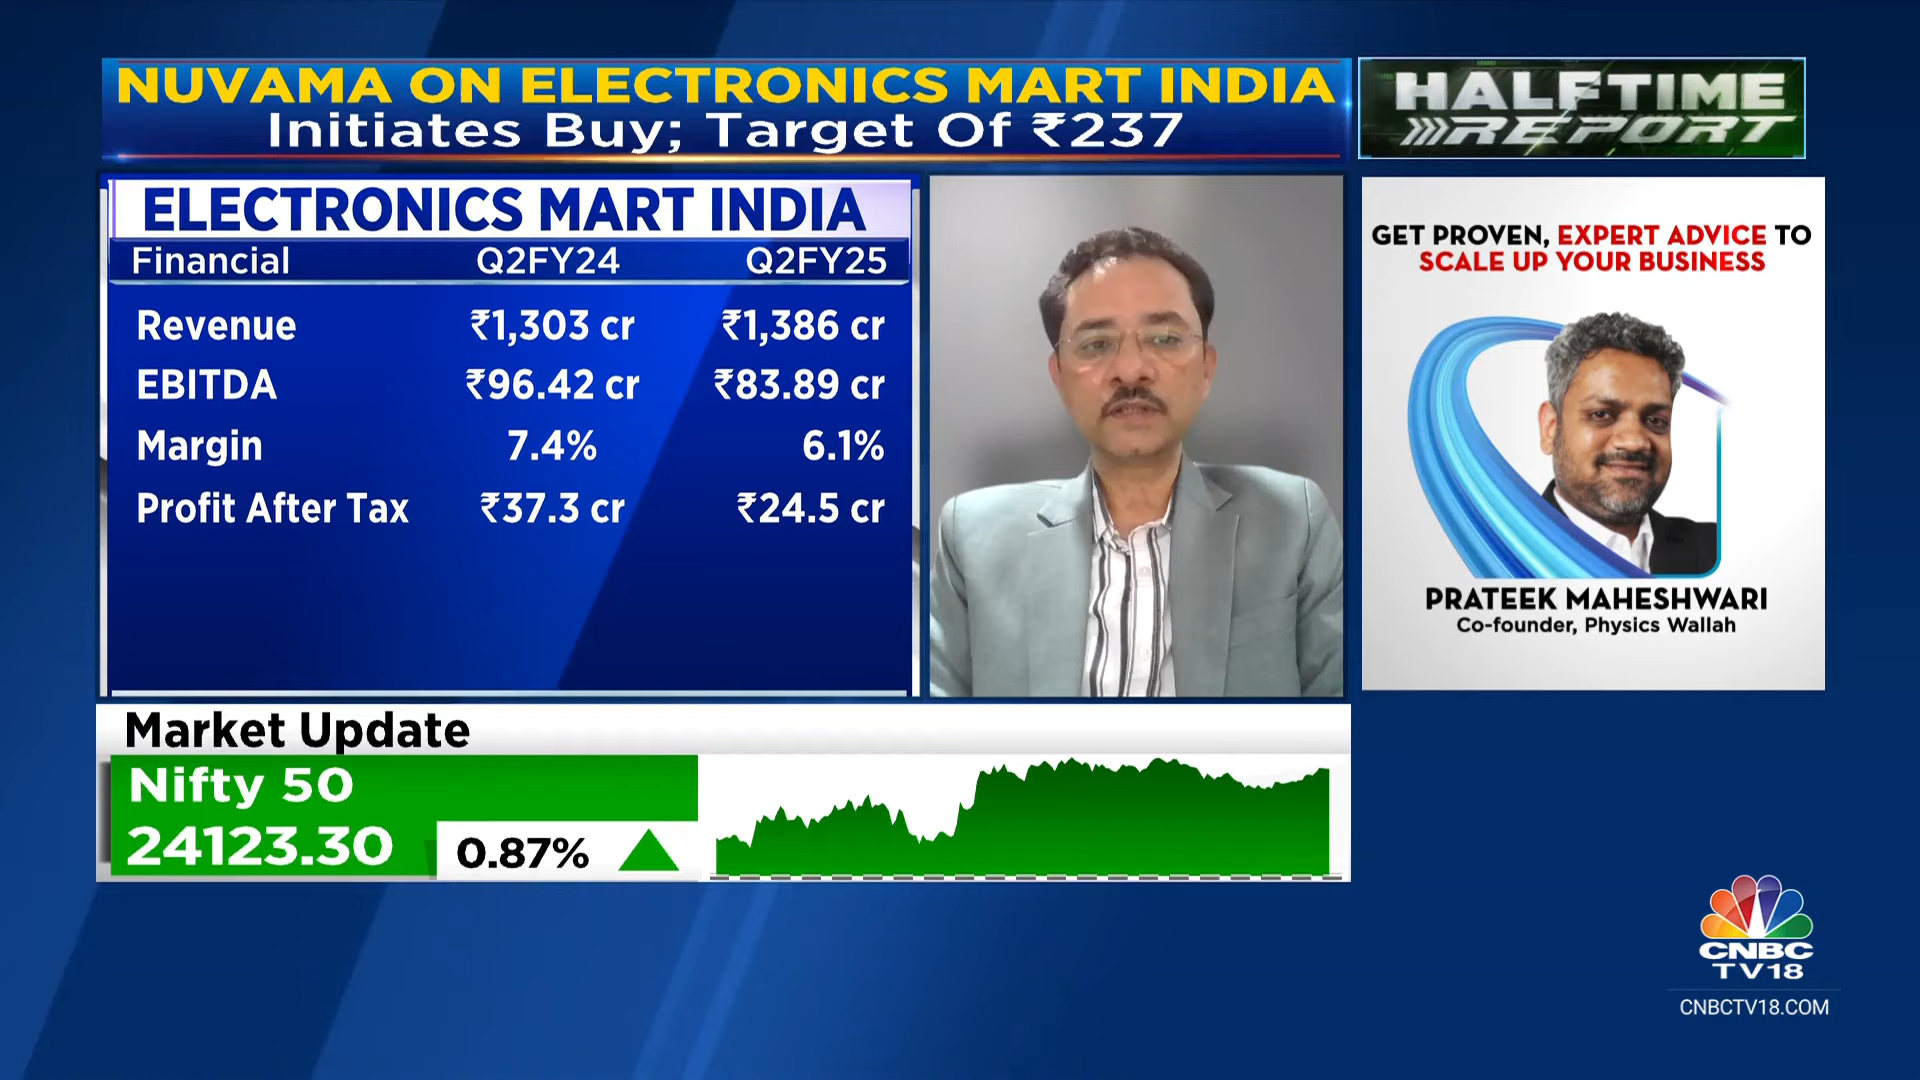 NUVAMA ON ELECTRONICS MART INDIA
Initiates Buy; Target Of ₹237
HALFTIME
REPORT
ELECTRONICS MART INDIA
Financial Q2FY24 Q2FY25
Revenue ₹1,303 cr ₹1,386 cr
EBITDA ₹96.42 cr ₹83.89 cr
Margin 7.4% 6.1%
Profit After Tax ₹37.3 cr ₹24.5 cr
GET PROVEN, EXPERT ADVICE TO
SCALE UP YOUR BUSINESS
PRATEEK MAHESHWARI
Co-founder, Physics Wallah
Market Update
Nifty 50
24123.30
0.87%
CNBC
TV18
CNBCTV18.COM